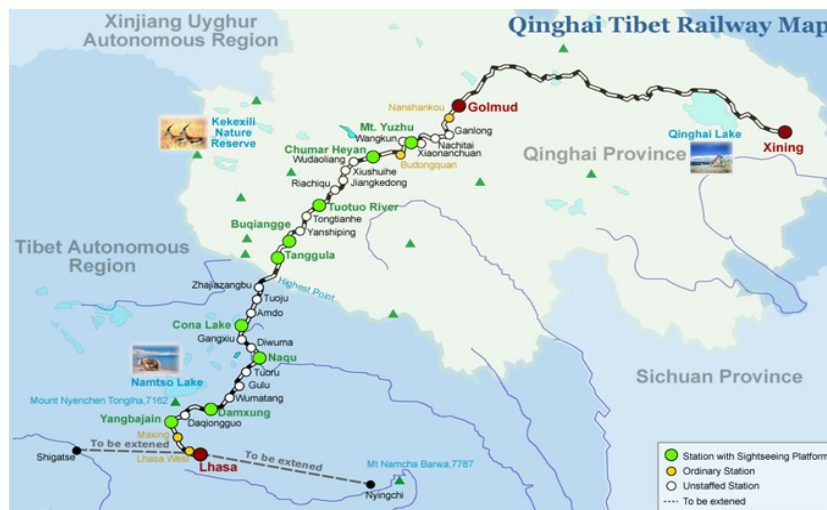 Qinghai Tibet Railway Map
Xinjiang Uyghur
Autonomous Region
Nanshankou
Golmud
Kekexili
Nature
Reserve
Mt. Yuzhu
Wangkun
Ganlong
Nachitai
Xiaonanchuan
Qinghai Lake
Xining
Chumar Heyan
Budongquan
Qinghai Province
Wudaoliang
Xiushuihe
Riachiqu
Jiangkedong
Tuotuo River
Tongtianhe
Buqiangge
Yanshiping
Tibet Autonomous
Region
Tanggula
Zhajiazangbu
Highest Point
Tuoju
Amdo
Cona Lake
Gangxiu
Diwuma
Naqu
Namtso Lake
Tuoru
Gulu
Sichuan Province
Mount Nyenchen Tonglha,7162
Wumatang
Damxung
Yangbajain
Daqiongguo
Maxing
To be extened
Shigatse
Lhasa West
Lhasa
To be extened
Mt Namcha Barwa,7787
Nyingchi
Station with Sightseeing Platform
Ordinary Station
Unstaffed Station
To be extened